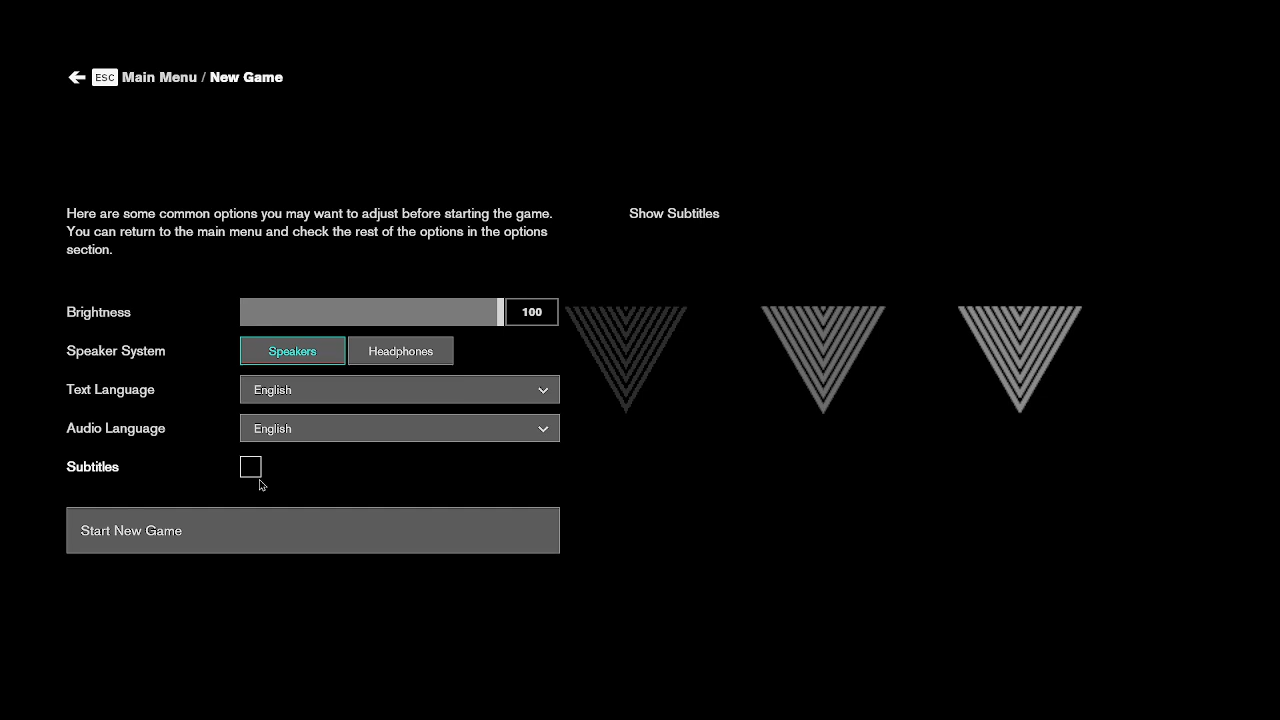 ESC Main Menu / New Game
Here are some common options you may want to adjust before starting the game.
You can return to the main menu and check the rest of the options in the options
section.
Show Subtitles
Brightness
100
Speaker System
Speakers
Headphones
Text Language
English
Audio Language
English
Subtitles
Start New Game